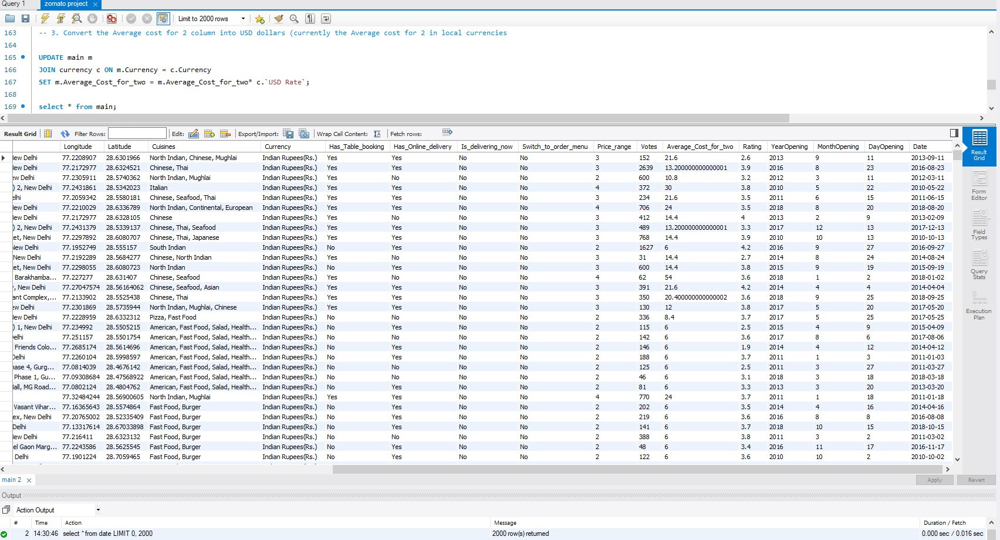 Query 1
zomato project
Limit to 2000 rows
163 -- 3. Convert the Average cost for 2 column into USD dollars (currently the Average cost for 2 in local currencies
164
165 UPDATE main m
166 JOIN currency c ON m.Currency = c.Currency
167 SET m.Average_Cost_for_two = m.Average_Cost_for_two* c.`USD Rate`;
168
169 select * from main;
Result Grid Filter Rows: Edit: Export/Import: Wrap Cell Content: Fetch rows:
Longitude Latitude Cuisines Currency Has_Table_booking Has_Online_delivery Is_delivering_now Switch_to_order_menu Price_range Votes Average_Cost_for_two Rating YearOpening MonthOpening DayOpening Date
lew Delhi 77.2208907 28.6301966 North Indian, Chinese, Mughlai Indian Rupees(Rs.) Yes Yes No No 3 152 21.6 2.6 2013 9 11 2013-09-11
lew Delhi 77.2172977 28.6324521 Chinese, Thai Indian Rupees(Rs.) Yes Yes No No 3 2639 13.200000000000001 3.9 2016 8 23 2016-08-23
ew Delhi 77.2305911 28.5740362 North Indian, Mughlai Indian Rupees(Rs.) Yes No No No 2 600 10.8 3.2 2012 3 11 2012-03-11
) 2, New Delhi 77.2431861 28.5342023 Italian Indian Rupees(Rs.) Yes Yes No No 4 372 30 3.8 2010 5 22 2010-05-22
elhi 77.2059342 28.5580181 Chinese, Seafood, Thai Indian Rupees(Rs.) Yes Yes No No 3 234 21.6 3.5 2011 6 15 2011-06-15
lew Delhi 77.2210029 28.6336789 North Indian, Continental, European Indian Rupees(Rs.) Yes Yes No No 4 706 24 3.5 2018 8 20 2018-08-20
lew Delhi 77.2172977 28.6328105 Chinese Indian Rupees(Rs.) Yes No No No 3 412 14.4 4 2013 2 9 2013-02-09
) 2, New Delhi 77.2431379 28.5339137 Chinese, Thai, Seafood Indian Rupees(Rs.) Yes Yes No No 3 489 13.200000000000001 3.3 2017 12 13 2017-12-13
et, New Delhi 77.2297892 28.6080707 Chinese, Thai, Japanese Indian Rupees(Rs.) Yes Yes No No 3 768 14.4 3.9 2010 10 13 2010-10-13
New Delhi 77.1952749 28.555157 South Indian Indian Rupees(Rs.) No Yes No No 2 1627 6 4.2 2016 9 27 2016-09-27
New Delhi 77.2192289 28.5684277 Chinese, North Indian Indian Rupees(Rs.) Yes No No No 3 31 14.4 2.7 2014 8 24 2014-08-24
et, New Delhi 77.2298055 28.6080723 North Indian Indian Rupees(Rs.) No Yes No No 3 600 14.4 3.8 2015 9 19 2015-09-19
Barakhamba... 77.227277 28.631407 Chinese, Seafood Indian Rupees(Rs.) Yes No No No 4 62 54 3.6 2018 1 2 2018-01-02
, New Delhi 77.27047574 28.56164062 Chinese, Seafood, Asian Indian Rupees(Rs.) Yes Yes No No 3 391 21.6 4.2 2014 4 4 2014-04-04
ant Complex,... 77.2133902 28.5525438 Chinese, Thai Indian Rupees(Rs.) Yes Yes No No 3 350 20.400000000000002 3.6 2018 9 25 2018-09-25
ew Delhi 77.2301869 28.5735944 North Indian, Mughlai, Chinese Indian Rupees(Rs.) Yes Yes No No 3 130 12 3.8 2017 5 20 2017-05-20
lew Delhi 77.2228959 28.6332312 Pizza, Fast Food Indian Rupees(Rs.) No No No No 2 336 8.4 3.7 2017 5 25 2017-05-25
) 1, New Delhi 77.234992 28.5505215 American, Fast Food, Salad, Health... Indian Rupees(Rs.) No Yes No No 2 115 6 2.5 2015 4 9 2015-04-09
elhi 77.251157 28.5501754 American, Fast Food, Salad, Health... Indian Rupees(Rs.) No No No No 2 142 6 3.6 2017 8 6 2017-08-06
Friends Colo... 77.2685174 28.5614696 American, Fast Food, Salad, Health... Indian Rupees(Rs.) No Yes No No 2 146 6 1.9 2014 4 12 2014-04-12
Delhi 77.2260104 28.5998597 American, Fast Food, Salad, Health... Indian Rupees(Rs.) No Yes No No 2 188 6 3.7 2011 1 3 2011-01-03
hase 4, Gurg... 77.0814039 28.4676142 American, Fast Food, Salad, Health... Indian Rupees(Rs.) No No No No 2 125 6 2.5 2011 3 27 2011-03-27
Phase 1, Gu... 77.09308684 28.47568922 American, Fast Food, Salad, Health... Indian Rupees(Rs.) No No No No 2 46 6 3.1 2018 3 18 2018-03-18
all, MG Road... 77.0802124 28.4804762 American, Fast Food, Salad, Health... Indian Rupees(Rs.) No Yes No No 2 81 6 3.3 2013 3 20 2013-03-20
77.32484244 28.56900605 North Indian, Mughlai Indian Rupees(Rs.) Yes Yes No No 4 770 24 3.7 2011 1 18 2011-01-18
Vasant Vihar... 77.16365643 28.5574864 Fast Food, Burger Indian Rupees(Rs.) No Yes No No 2 202 6 3.5 2014 4 16 2014-04-16
ex, New Delhi 77.20765002 28.52335409 Fast Food, Burger Indian Rupees(Rs.) No Yes No No 2 219 6 3.6 2016 8 8 2016-08-08
Delhi 77.13317614 28.67033898 Fast Food, Burger Indian Rupees(Rs.) No Yes No No 2 141 6 3.7 2018 10 15 2018-10-15
lew Delhi 77.216411 28.6323132 Fast Food, Burger Indian Rupees(Rs.) No No No No 2 388 6 3.8 2011 3 2 2011-03-02
el Gaon Marg... 77.2243586 28.5625545 Fast Food, Burger Indian Rupees(Rs.) No Yes No No 2 48 6 3.4 2016 11 17 2016-11-17
Delhi 77.1901224 28.7059465 Fast Food, Burger Indian Rupees(Rs.) No Yes No No 2 122 6 3.6 2010 10 2 2010-10-02
Result Grid
Form Editor
Field Types
Query Stats
Execution Plan
main 2
Apply Revert
Output
Action Output
# Time Action Message Duration / Fetch
2 14:30:46 select * from date LIMIT 0, 2000 2000 row(s) returned 0.000 sec / 0.016 sec